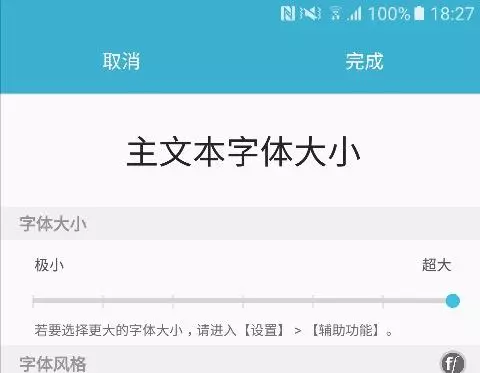 100% 18:27
取消 完成
主文本字体大小
字体大小
极小 超大
若要选择更大的字体大小，请进入【设置】 > 【辅助功能】。
字体风格